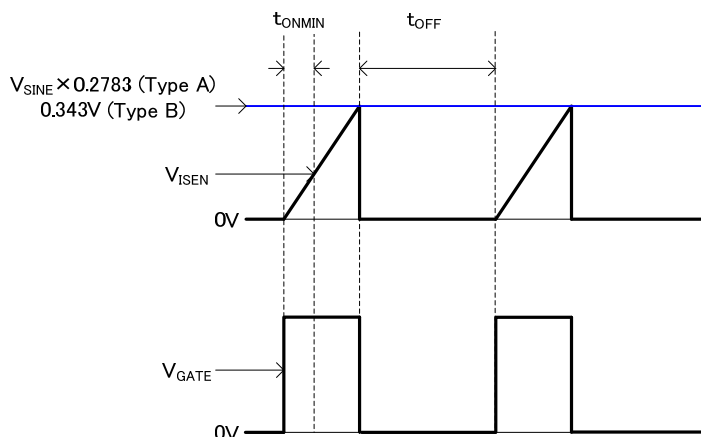 tONMIN
tOFF
VSINE×0.2783 (Type A)
0.343V (Type B)
VISEN
0V
VGATE
0V